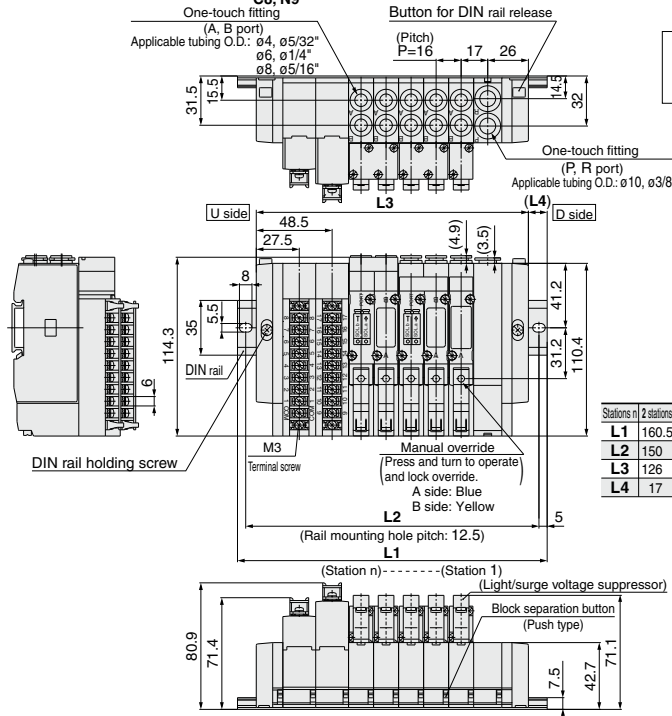 C8, N9
One-touch fitting
(A, B port)
Applicable tubing O.D.: ø4, ø5/32"
ø6, ø1/4"
ø8, ø5/16"
Button for DIN rail release
(Pitch)
P=16
17
26
31.5
15.5
14.5
32
One-touch fitting
(P, R port)
Applicable tubing O.D.: ø10, ø3/8
U side
L3
(L4)
D side
48.5
27.5
(4.9)
(3.5)
8
5.5
35
114.3
41.2
31.2
110.4
6
DIN rail
DIN rail holding screw
M3
Terminal screw
Manual override
(Press and turn to operate
and lock override.)
A side: Blue
B side: Yellow
Stations n 2 stations
L1 160.5
L2 150
L3 126
L4 17
L2
5
(Rail mounting hole pitch: 12.5)
L1
(Station n)--------(Station 1)
(Light/surge voltage suppressor)
Block separation button
(Push type)
80.9
71.4
7.5
42.7
71.1